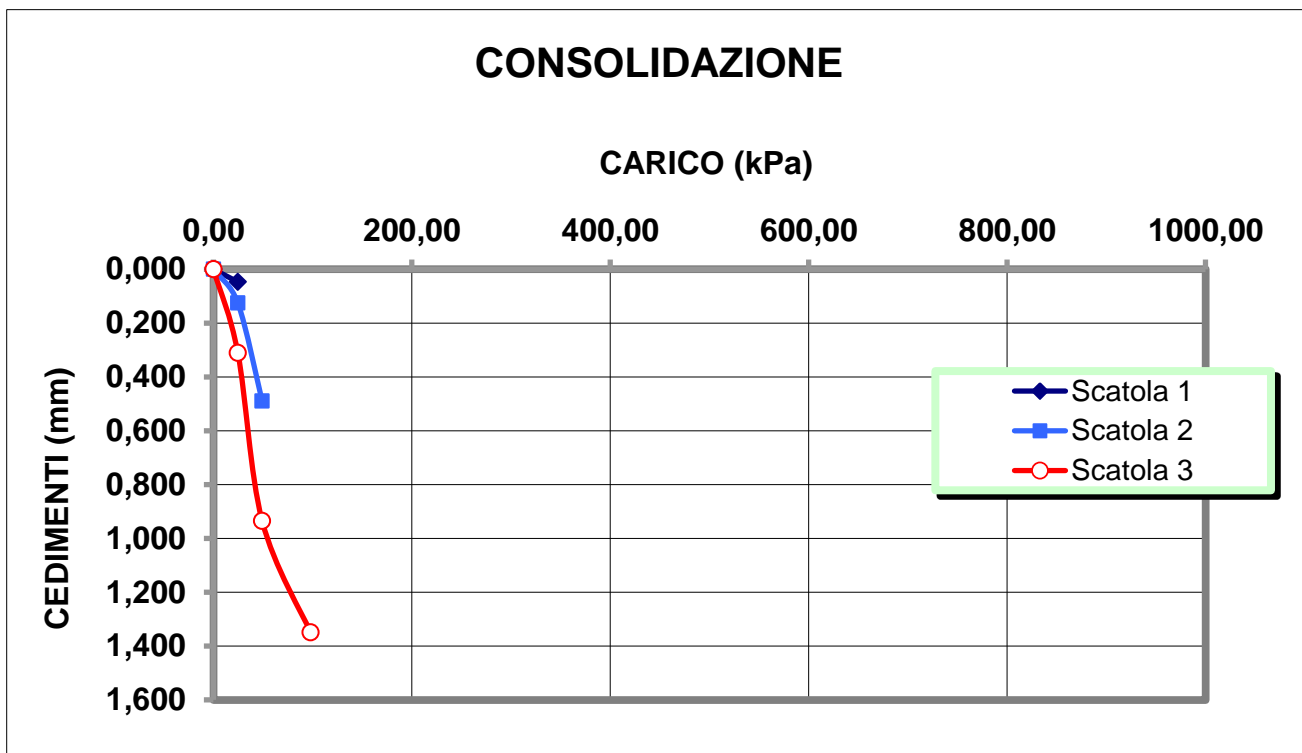 CONSOLIDAZIONE
CARICO (kPa)
0,00 200,00 400,00 600,00 800,00 1000,00
0,000
0,200
0,400
0,600
0,800
1,000
1,200
1,400
1,600
CEDIMENTI (mm)
Scatola 1
Scatola 2
Scatola 3